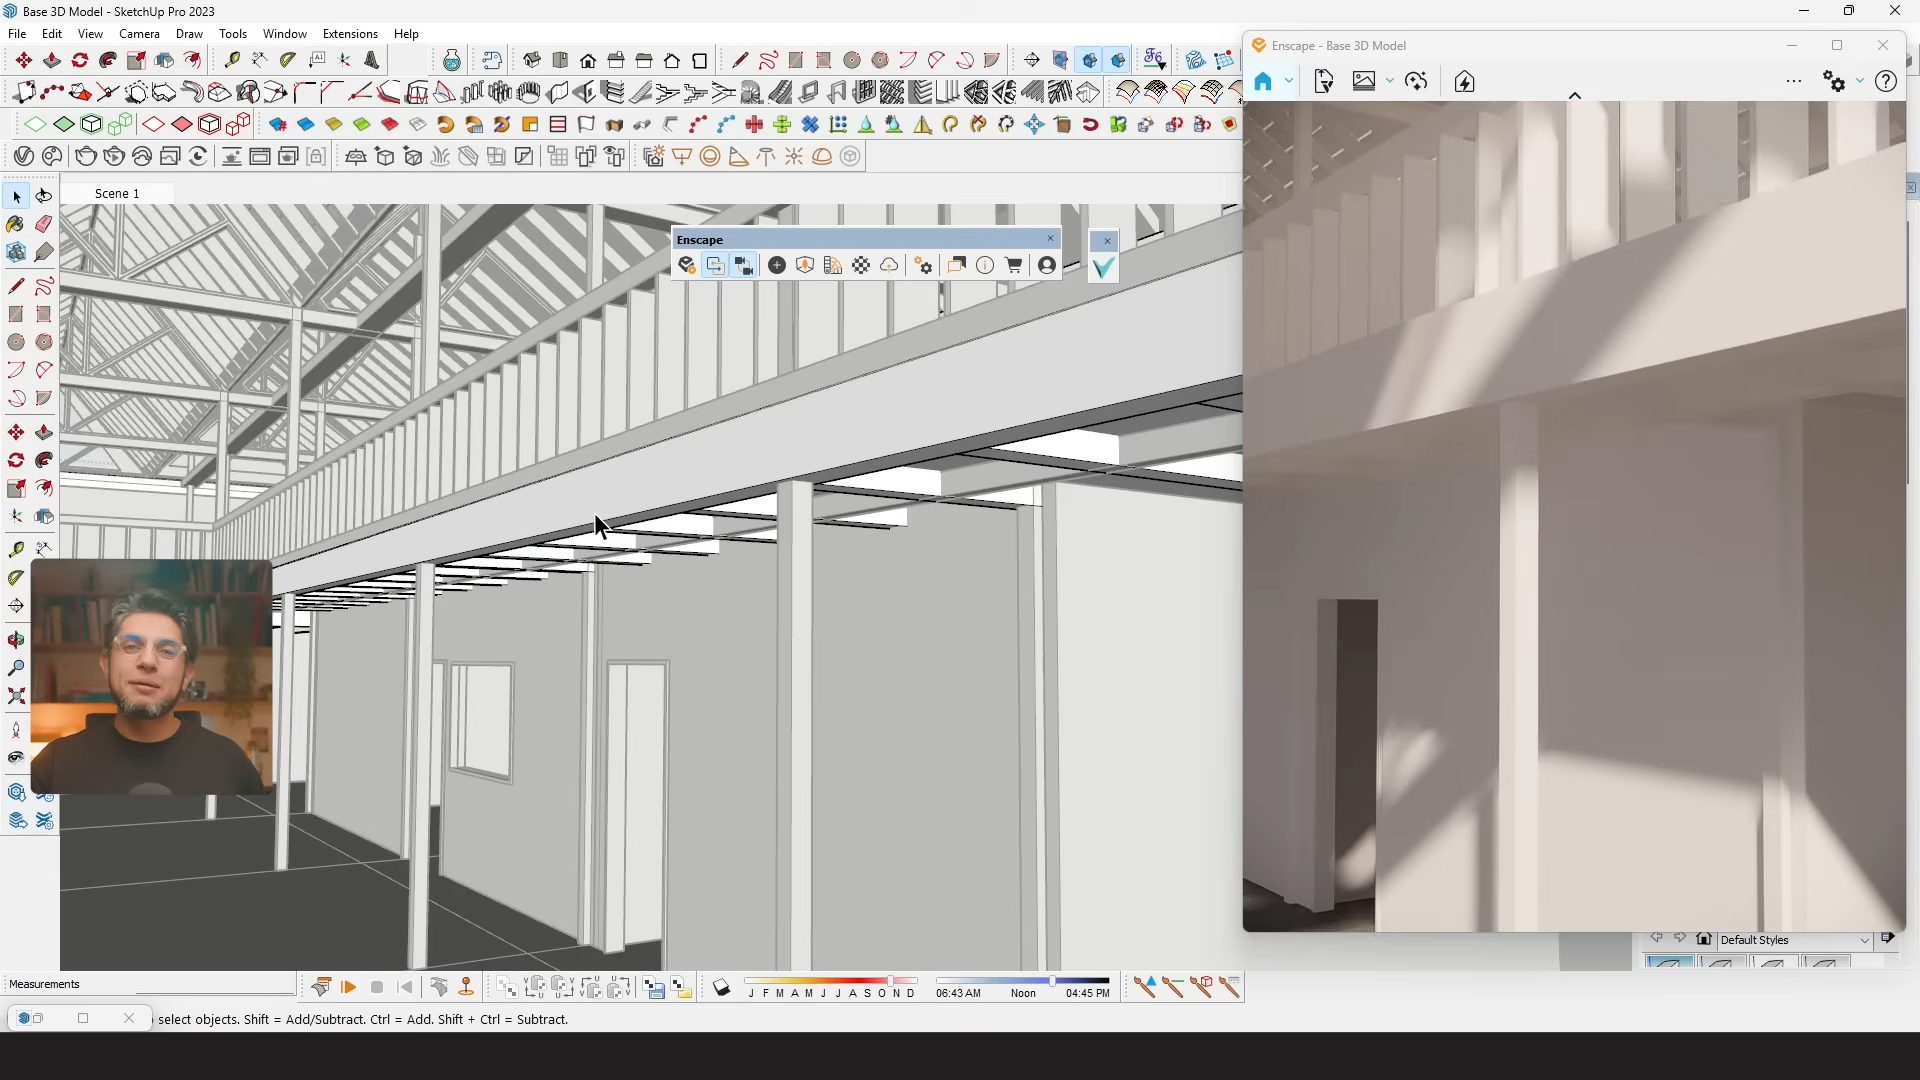 Base 3D Model - SketchUp Pro 2023
File Edit View Camera Draw Tools Window Extensions Help
Enscape - Base 3D Model
Scene 1
Enscape
Default Styles
Measurements
J F M A M J J A S O N D
06:43 AM Noon 04:45 PM
select objects. Shift = Add/Subtract. Ctrl = Add. Shift + Ctrl = Subtract.